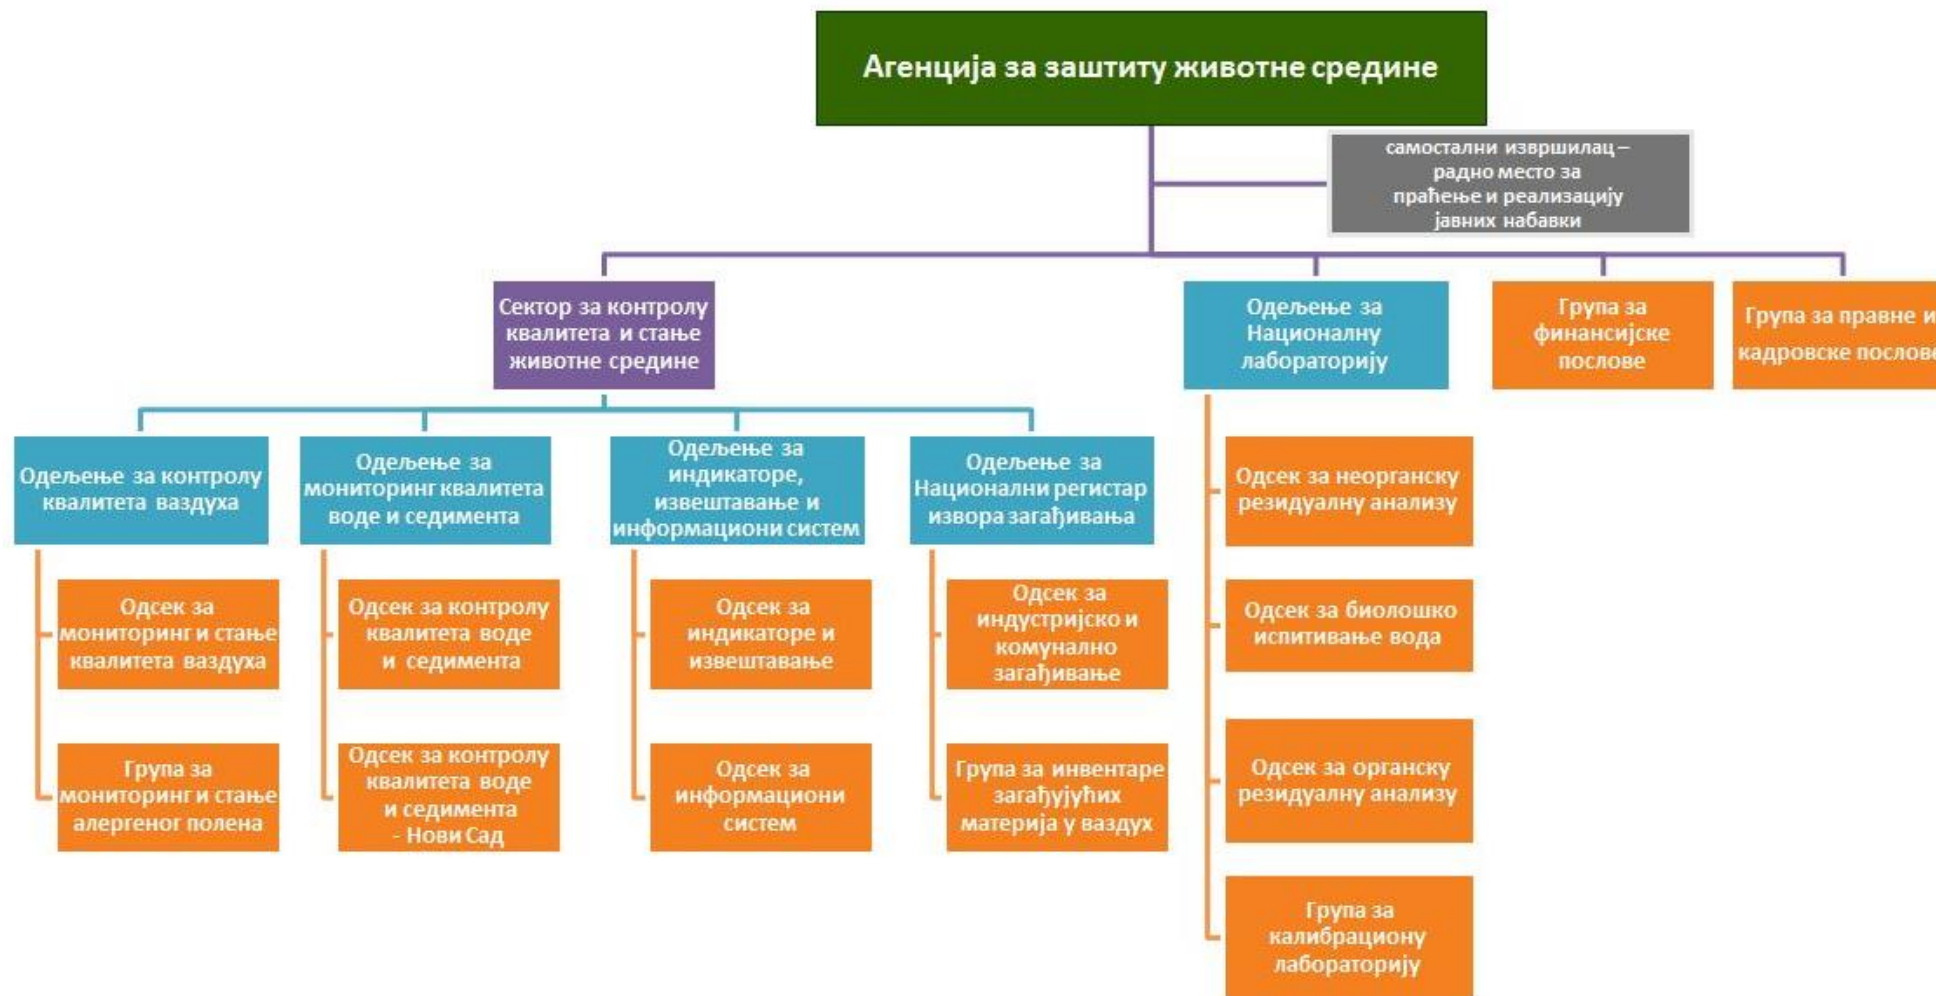 Агенција за заштиту животне средине
самостални извршилац –
радно место за
праћење и реализацију
јавних набавки
Сектор за контролу
квалитета и стање
животне средине
Одељење за
Националну
лабораторију
Група за
финансијске
послове
Група за правне и
кадровске послове
Одељење за контролу
квалитета ваздуха
Одељење за
мониторинг квалитета
воде и седимента
Одељење за
индикаторе,
извештавање и
информациони систем
Одељење за
Национални регистар
извора загађивања
Одсек за
мониторинг и стање
квалитета ваздуха
Група за
мониторинг и стање
алергеног полена
Одсек за контролу
квалитета воде
и седимента
Одсек за контролу
квалитета воде
и седимента
- Нови Сад
Одсек за
индикаторе и
извештавање
Одсек за
информациони
систем
Одсек за
индустријско и
комунално
загађивање
Група за инвентаре
загађујућих
материја у ваздух
Одсек за неорганску
резидуалну анализу
Одсек за биолошко
испитивање вода
Одсек за органску
резидуалну анализу
Група за
калибрациону
лабораторију